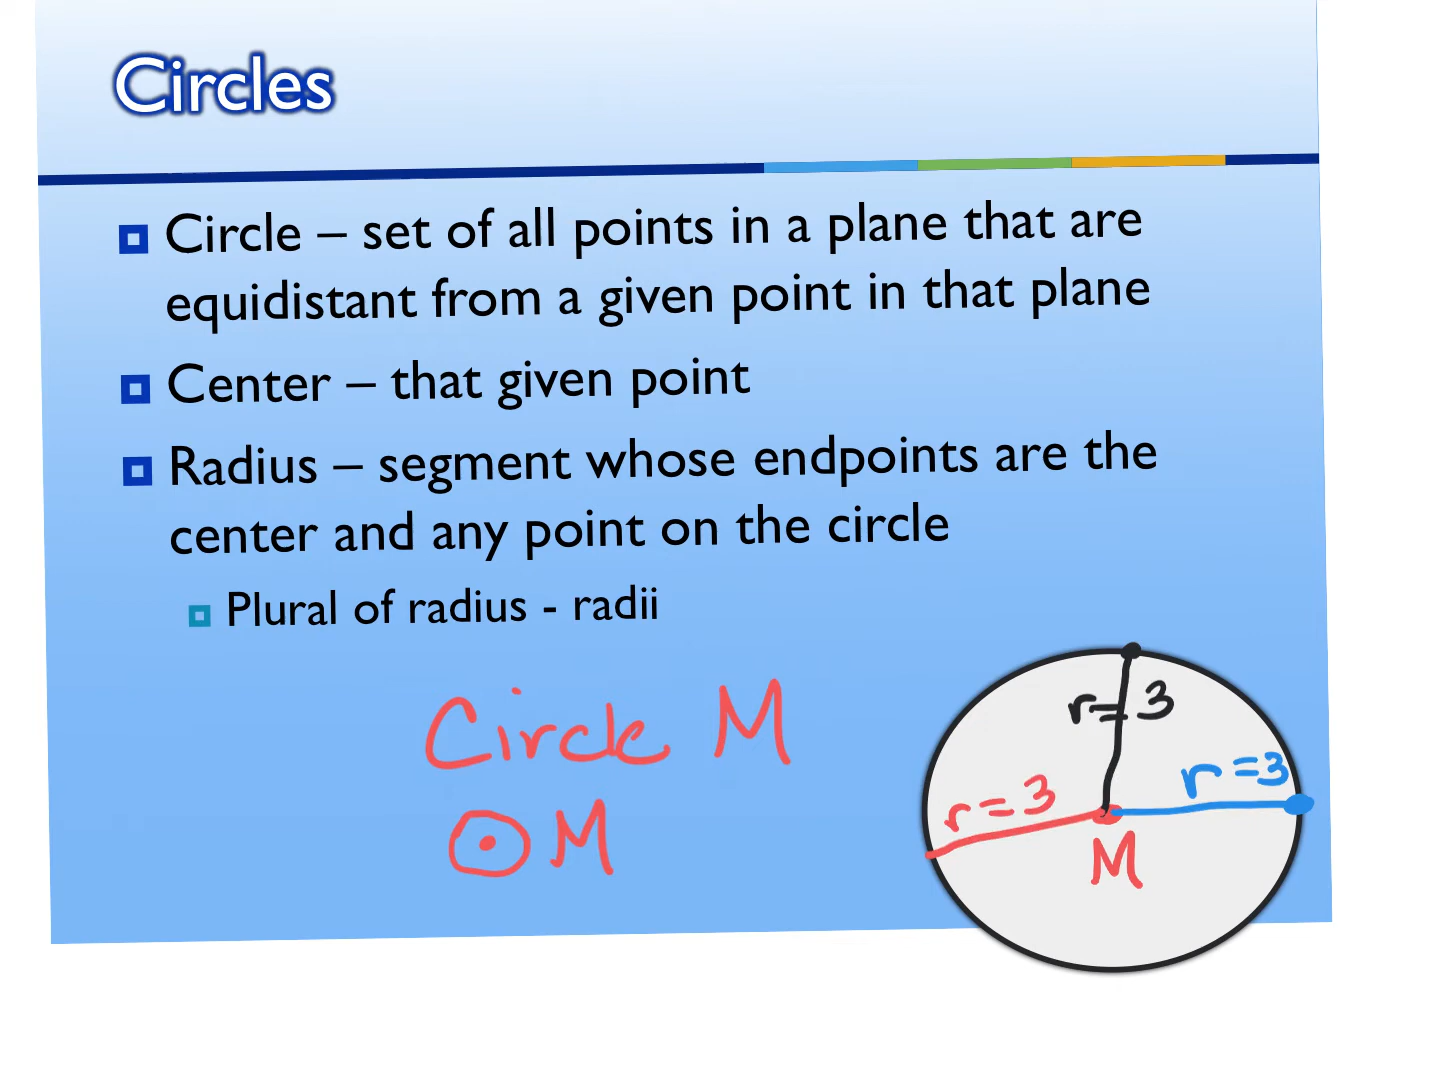 Circles
Circle – set of all points in a plane that are
equidistant from a given point in that plane
Center – that given point
Radius – segment whose endpoints are the
center and any point on the circle
Plural of radius - radii
Circle M
⊙ M
r=3
r=3
r=3
M